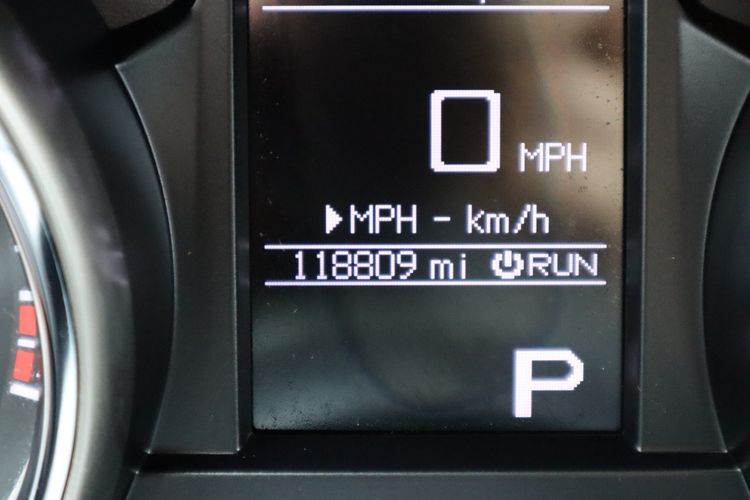 0 MPH
▶MPH - km/h
118809 mi RUN
P